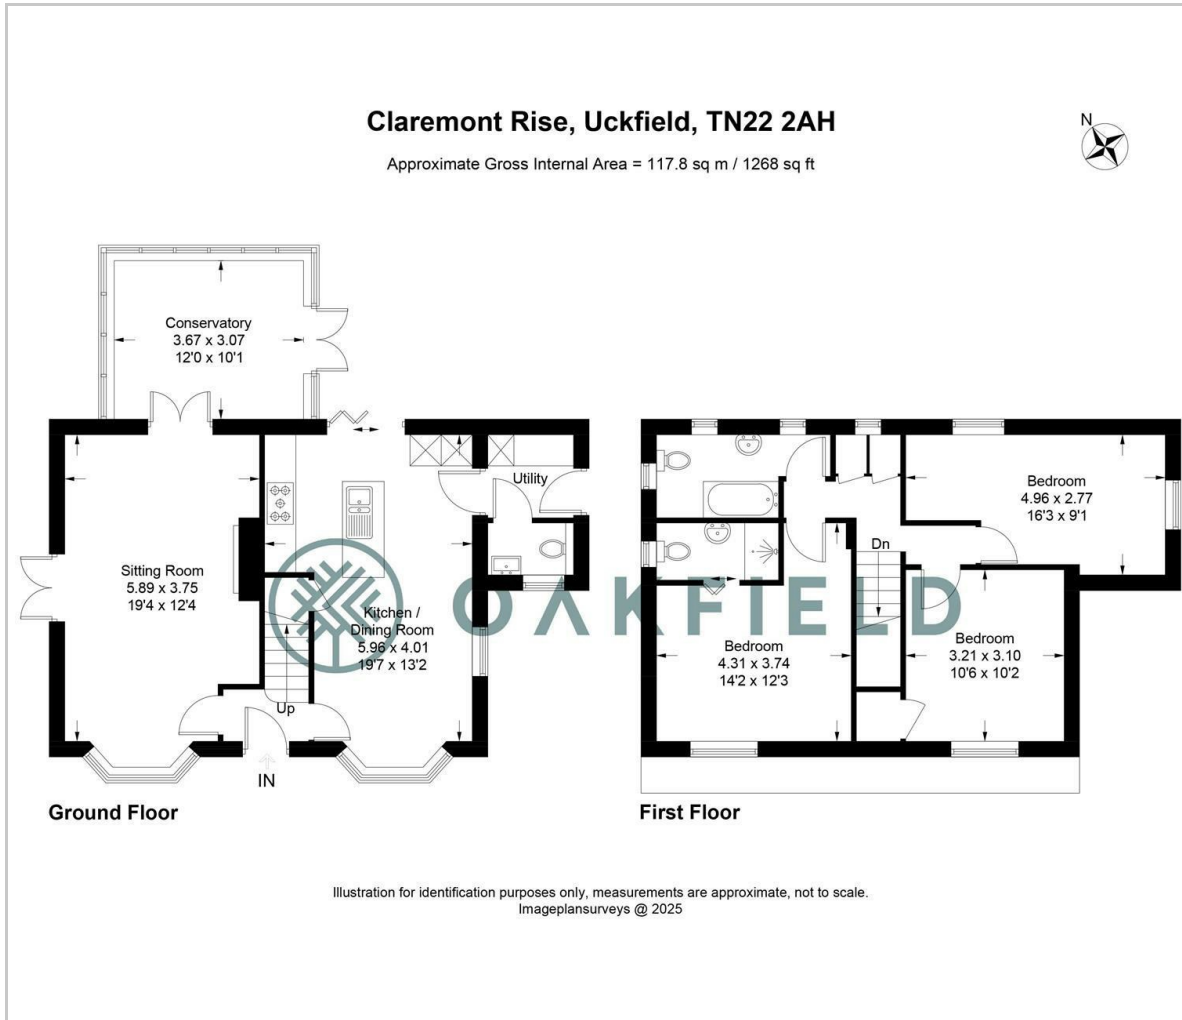 Claremont Rise, Uckfield, TN22 2AH
Approximate Gross Internal Area = 117.8 sq m / 1268 sq ft
N
Conservatory
3.67 x 3.07
12'0 x 10'1
Sitting Room
5.89 x 3.75
19'4 x 12'4
Kitchen /
Dining Room
5.96 x 4.01
19'7 x 13'2
Utility
Up
IN
Ground Floor
Bedroom
4.96 x 2.77
16'3 x 9'1
Dn
Bedroom
4.31 x 3.74
14'2 x 12'3
Bedroom
3.21 x 3.10
10'6 x 10'2
First Floor
OAKFIELD
Illustration for identification purposes only, measurements are approximate, not to scale.
Imageplansurveys @ 2025